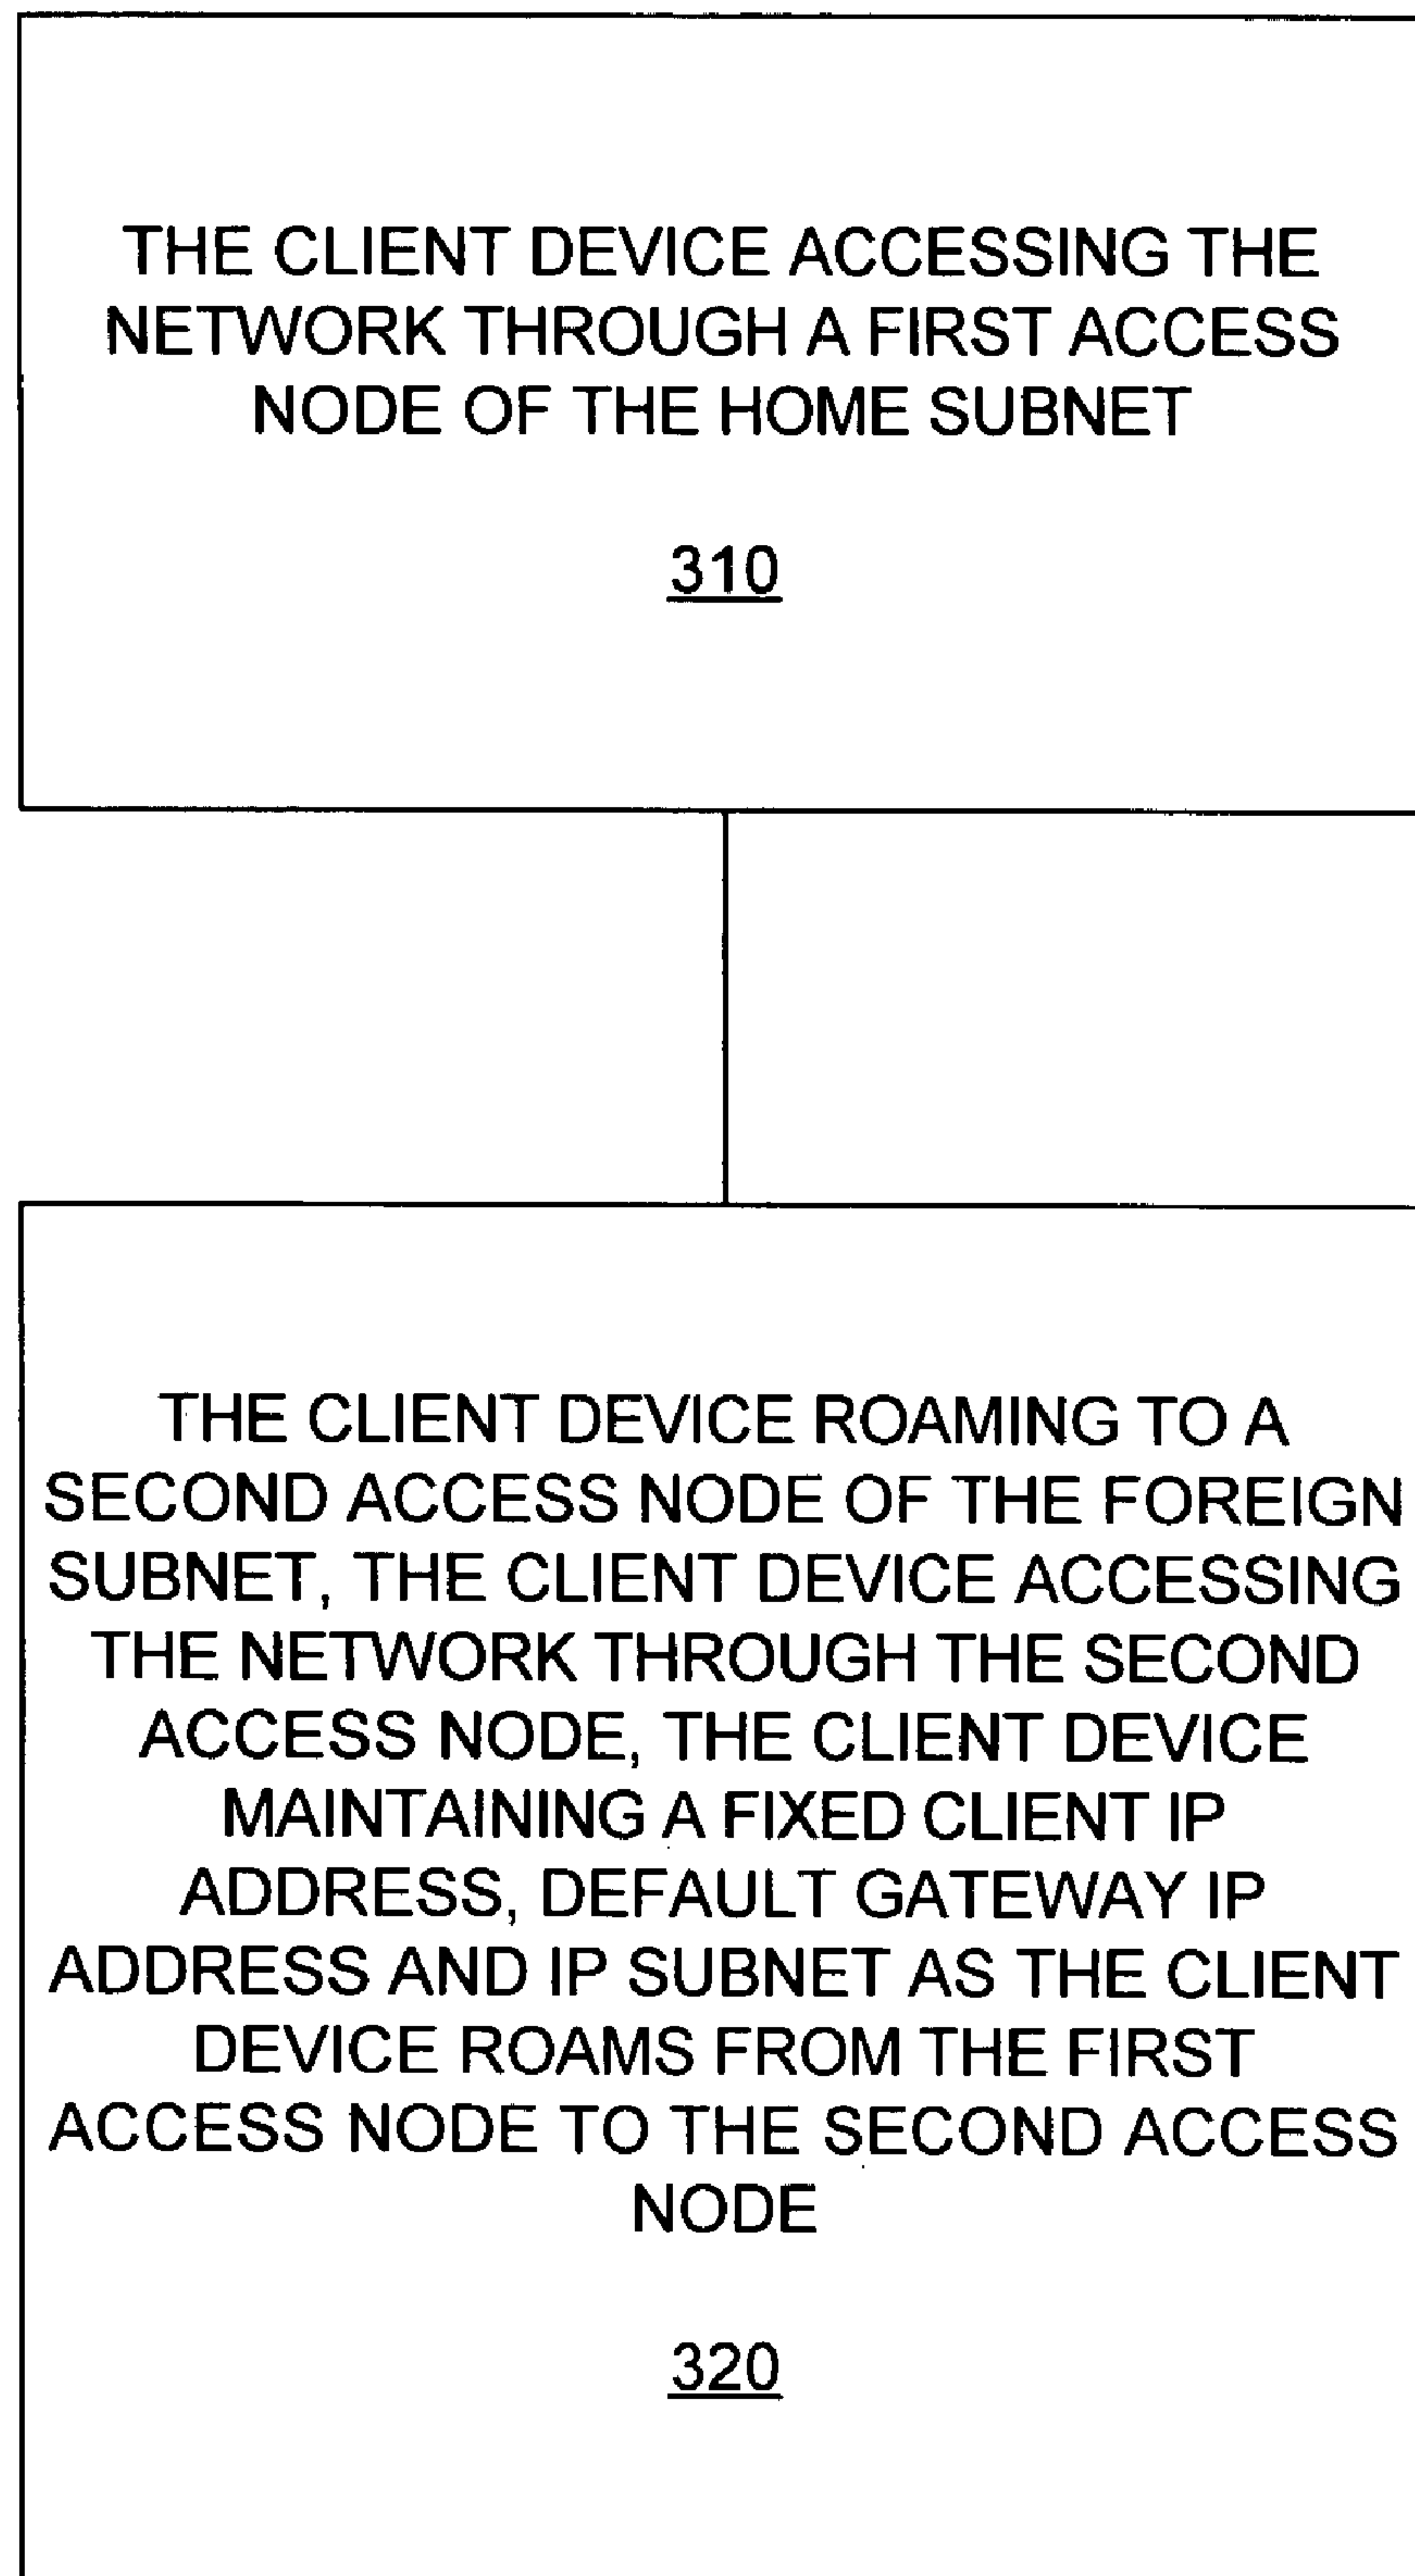 THE CLIENT DEVICE ACCESSING THE
NETWORK THROUGH A FIRST ACCESS
NODE OF THE HOME SUBNET
310
THE CLIENT DEVICE ROAMING TO A
SECOND ACCESS NODE OF THE FOREIGN
SUBNET, THE CLIENT DEVICE ACCESSING
THE NETWORK THROUGH THE SECOND
ACCESS NODE, THE CLIENT DEVICE
MAINTAINING A FIXED CLIENT IP
ADDRESS, DEFAULT GATEWAY IP
ADDRESS AND IP SUBNET AS THE CLIENT
DEVICE ROAMS FROM THE FIRST
ACCESS NODE TO THE SECOND ACCESS
NODE
320